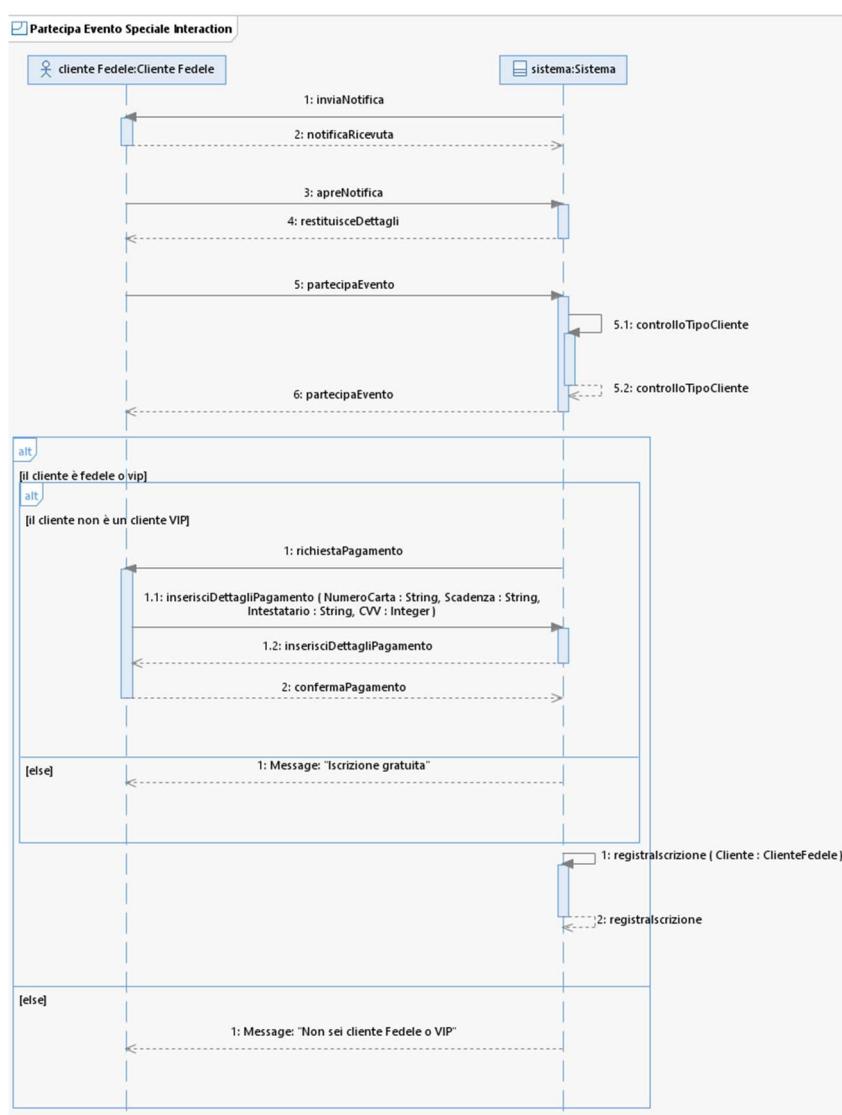 Partecipa Evento Speciale Interaction
cliente Fedele:Cliente Fedele
sistema:Sistema
1: inviaNotifica
2: notificaRicevuta
3: apreNotifica
4: restituisceDettagli
5: partecipaEvento
5.1: controlloTipoCliente
5.2: controlloTipoCliente
6: partecipaEvento
alt
[il cliente è fedele o vip]
alt
[il cliente non è un cliente VIP]
1: richiestaPagamento
1.1: inserisciDettagliPagamento ( NumeroCarta : String, Scadenza : String,
Intestatario : String, CVV : Integer )
1.2: inserisciDettagliPagamento
2: confermaPagamento
[else]
1: Message: "Iscrizione gratuita"
1: registraIscrizione ( Cliente : ClienteFedele )
2: registraIscrizione
[else]
1: Message: "Non sei cliente Fedele o VIP"